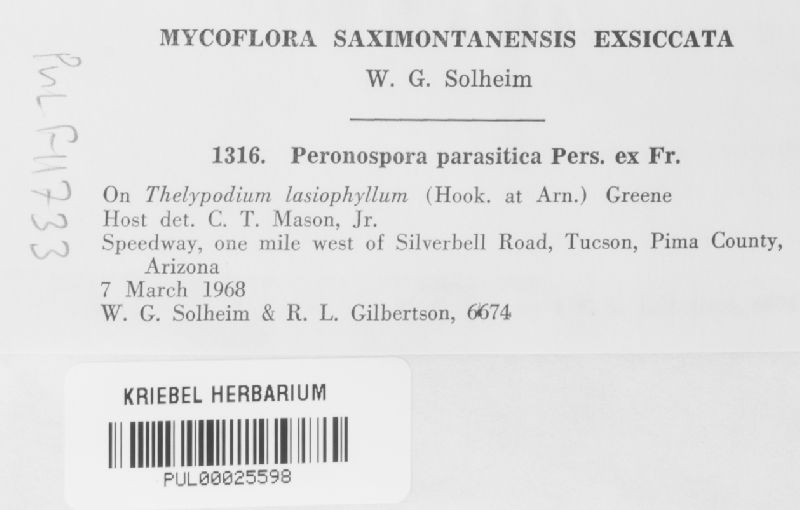 MYCOFLORA SAXIMONTANENSIS EXSICCATA
W. G. Solheim
1316. Peronospora parasitica Pers. ex Fr.
On Thelypodium lasiophyllum (Hook. at Arn.) Greene
Host det. C. T. Mason, Jr.
Speedway, one mile west of Silverbell Road, Tucson, Pima County,
Arizona
7 March 1968
W. G. Solheim & R. L. Gilbertson, 6674
PUL F-11733
KRIEBEL HERBARIUM
PUL00025598